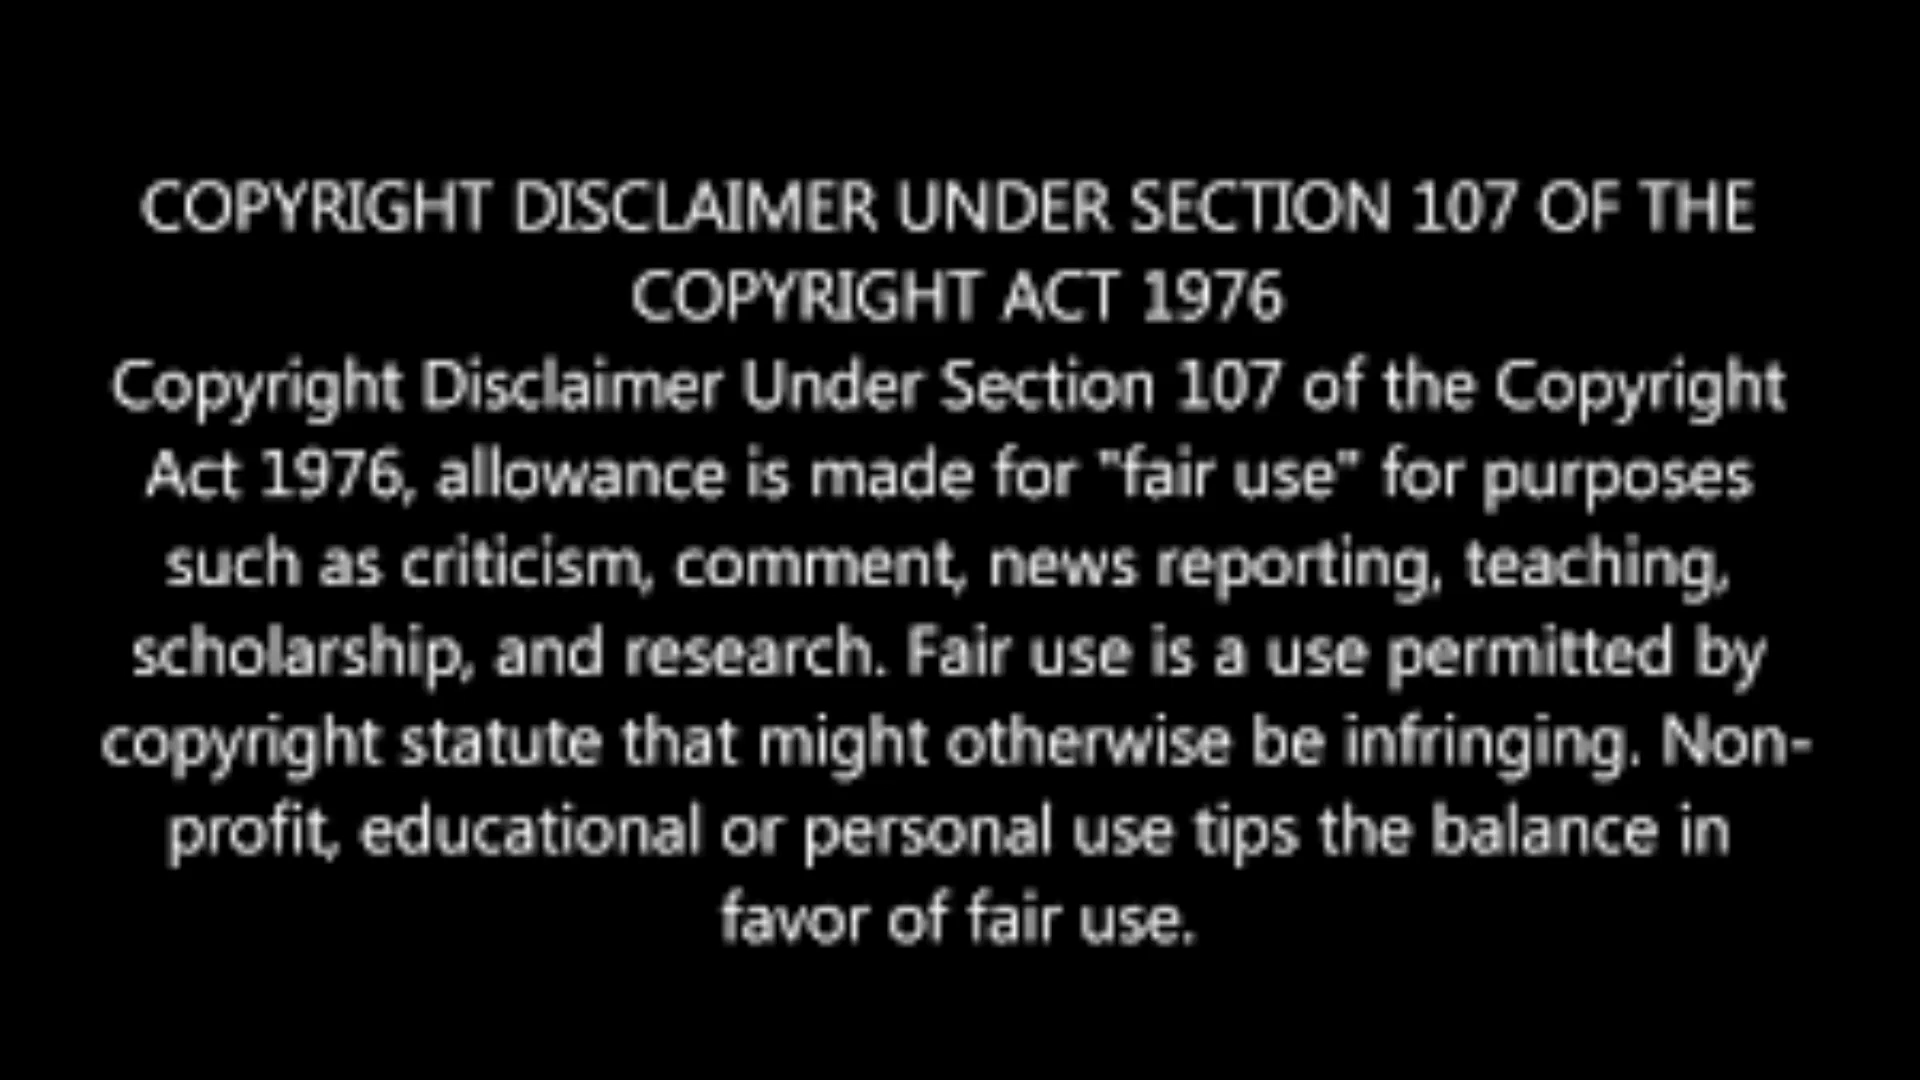 COPYRIGHT DISCLAIMER UNDER SECTION 107 OF THE
COPYRIGHT ACT 1976
Copyright Disclaimer Under Section 107 of the Copyright
Act 1976, allowance is made for "fair use" for purposes
such as criticism, comment, news reporting, teaching,
scholarship, and research. Fair use is a use permitted by
copyright statute that might otherwise be infringing. Non-
profit, educational or personal use tips the balance in
favor of fair use.